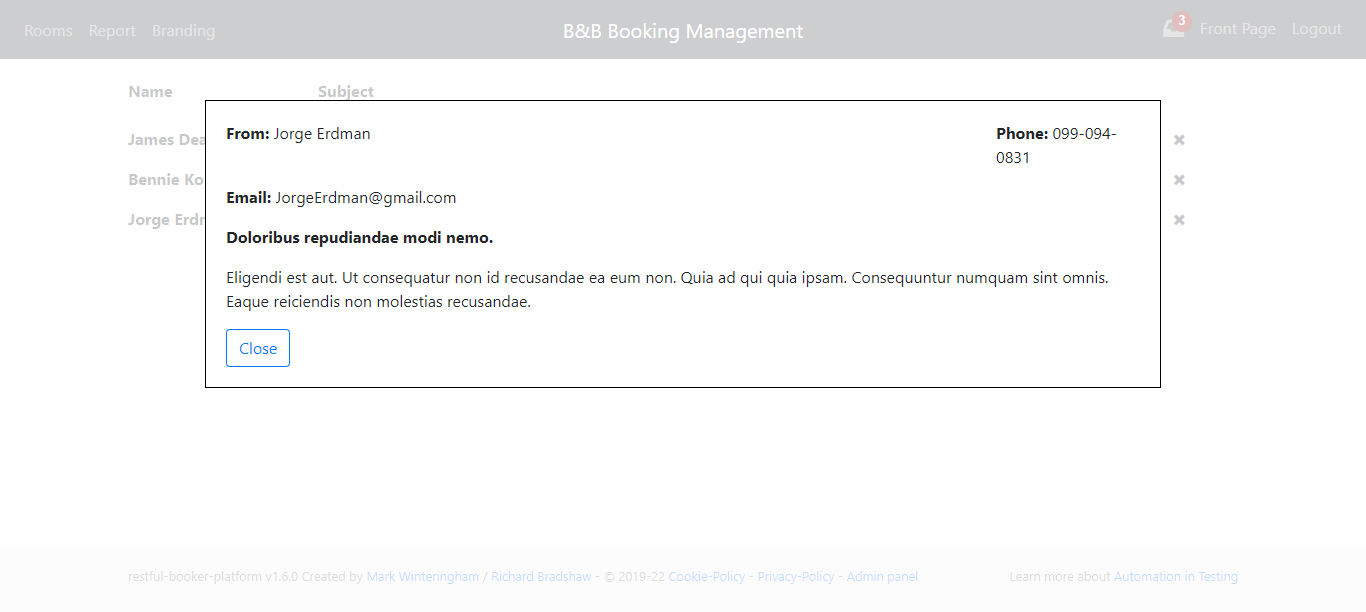 Rooms Report Branding B&B Booking Management 3 Front Page Logout
Name Subject
From: Jorge Erdman Phone: 099-094-
0831
James Dea
Bennie Ko
Email: JorgeErdman@gmail.com
Jorge Erdr
Doloribus repudiandae modi nemo.
Eligendi est aut. Ut consequatur non id recusandae ea eum non. Quia ad qui quia ipsam. Consequuntur numquam sint omnis.
Eaque reiciendis non molestias recusandae.
Close
restful-booker-platform v1.6.0 Created by Mark Winteringham / Richard Bradshaw - © 2019-22 Cookie-Policy - Privacy-Policy - Admin panel Learn more about Automation in Testing